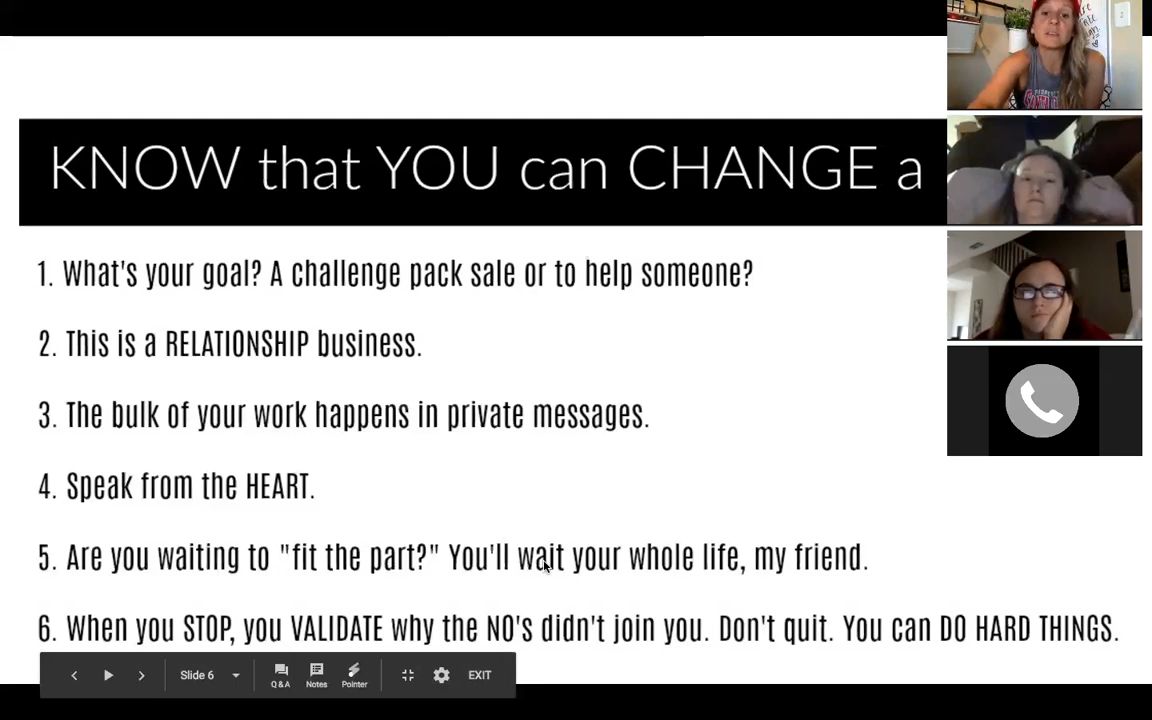 KNOW that YOU can CHANGE a
1. What's your goal? A challenge pack sale or to help someone?
2. This is a RELATIONSHIP business.
3. The bulk of your work happens in private messages.
4. Speak from the HEART.
5. Are you waiting to "fit the part?" You'll wait your whole life, my friend.
6. When you STOP, you VALIDATE why the NO's didn't join you. Don't quit. You can DO HARD THINGS.
Slide 6
Q & A
Notes
Pointer
EXIT